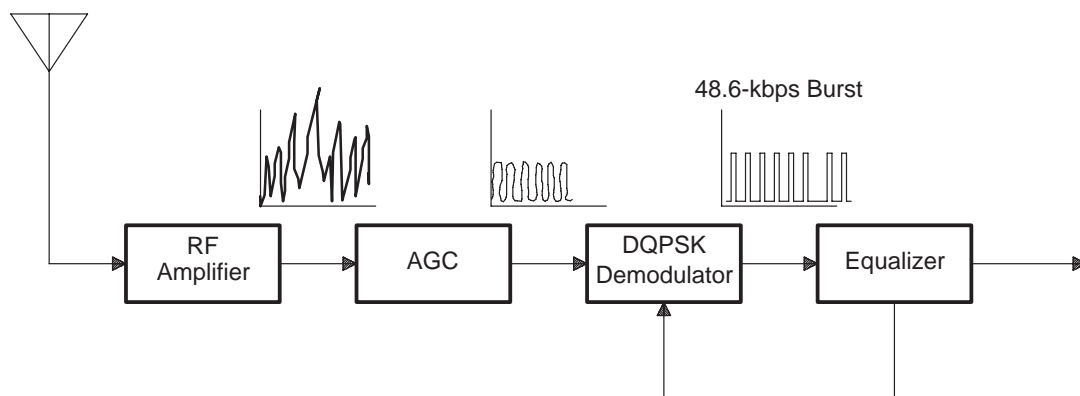 48.6-kbps Burst
RF
Amplifier
AGC
DQPSK
Demodulator
Equalizer